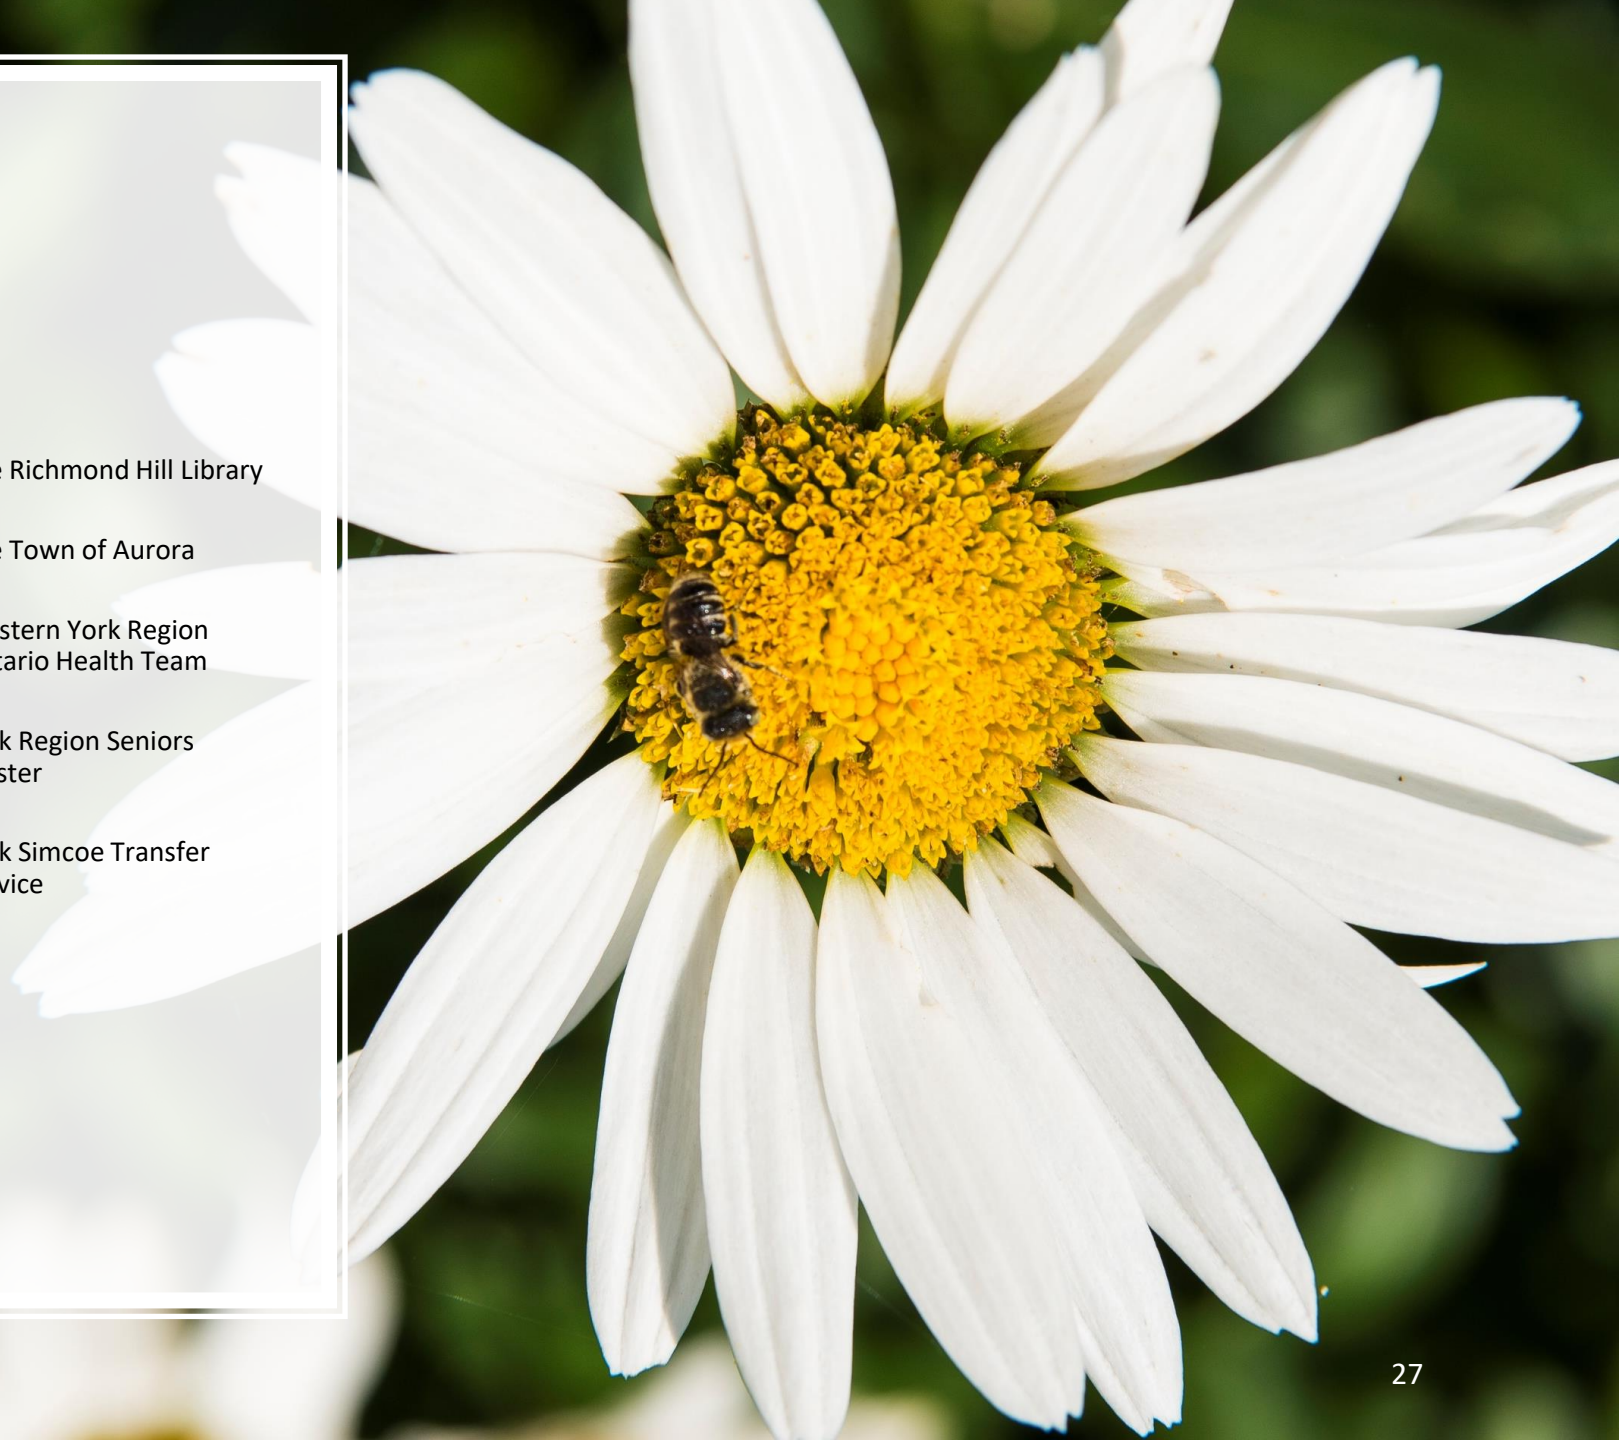 Richmond Hill Library
Town of Aurora
stern York Region
tario Health Team
k Region Seniors
ster
k Simcoe Transfer
vice
27